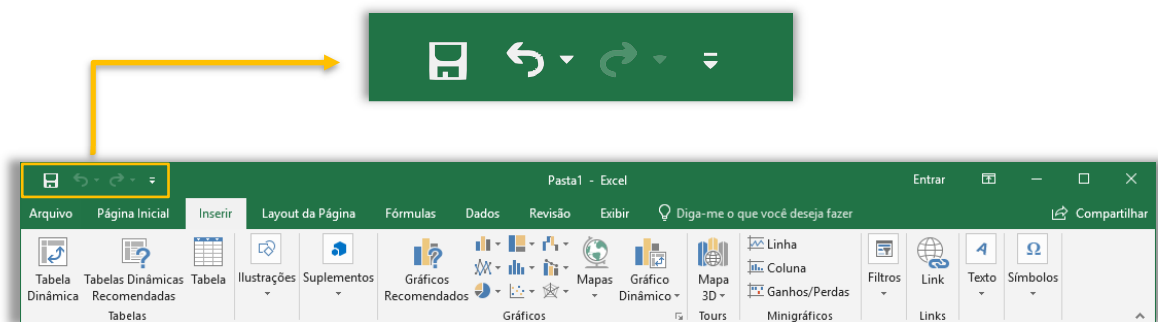 Pasta1 - Excel
Entrar
Arquivo Página Inicial Inserir Layout da Página Fórmulas Dados Revisão Exibir Diga-me o que você deseja fazer Compartilhar
Tabela Dinâmica
Tabelas Dinâmicas Recomendadas
Tabela
Tabelas
Ilustrações
Suplementos
Gráficos Recomendados
Mapas
Gráfico Dinâmico
Gráficos
Mapa 3D
Tours
Linha
Coluna
Ganhos/Perdas
Minigráficos
Filtros
Link
Links
Texto
Símbolos